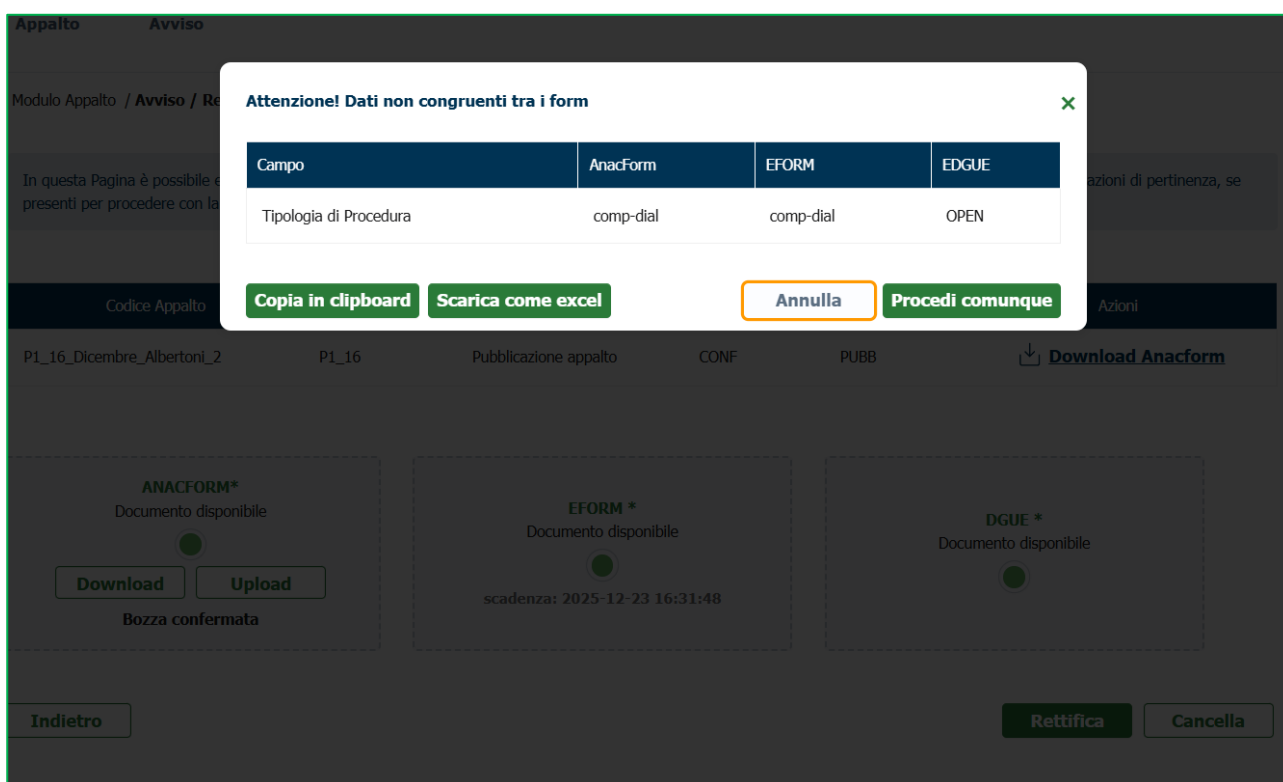 Appalto Avviso
Modulo Appalto / Avviso / Re
Attenzione! Dati non congruenti tra i form
×
Campo AnacForm EFORM EDGUE
Tipologia di Procedura comp-dial comp-dial OPEN
Copia in clipboard Scarica come excel Annulla Procedi comunque
In questa Pagina è possibile e azioni di pertinenza, se
presenti per procedere con la
Codice Appalto Azioni
P1_16_Dicembre_Albertoni_2 P1_16 Pubblicazione appalto CONF PUBB Download Anacform
ANACFORM*
Documento disponibile
Download Upload
Bozza confermata
EFORM *
Documento disponibile
scadenza: 2025-12-23 16:31:48
DGUE *
Documento disponibile
Indietro Rettifica Cancella